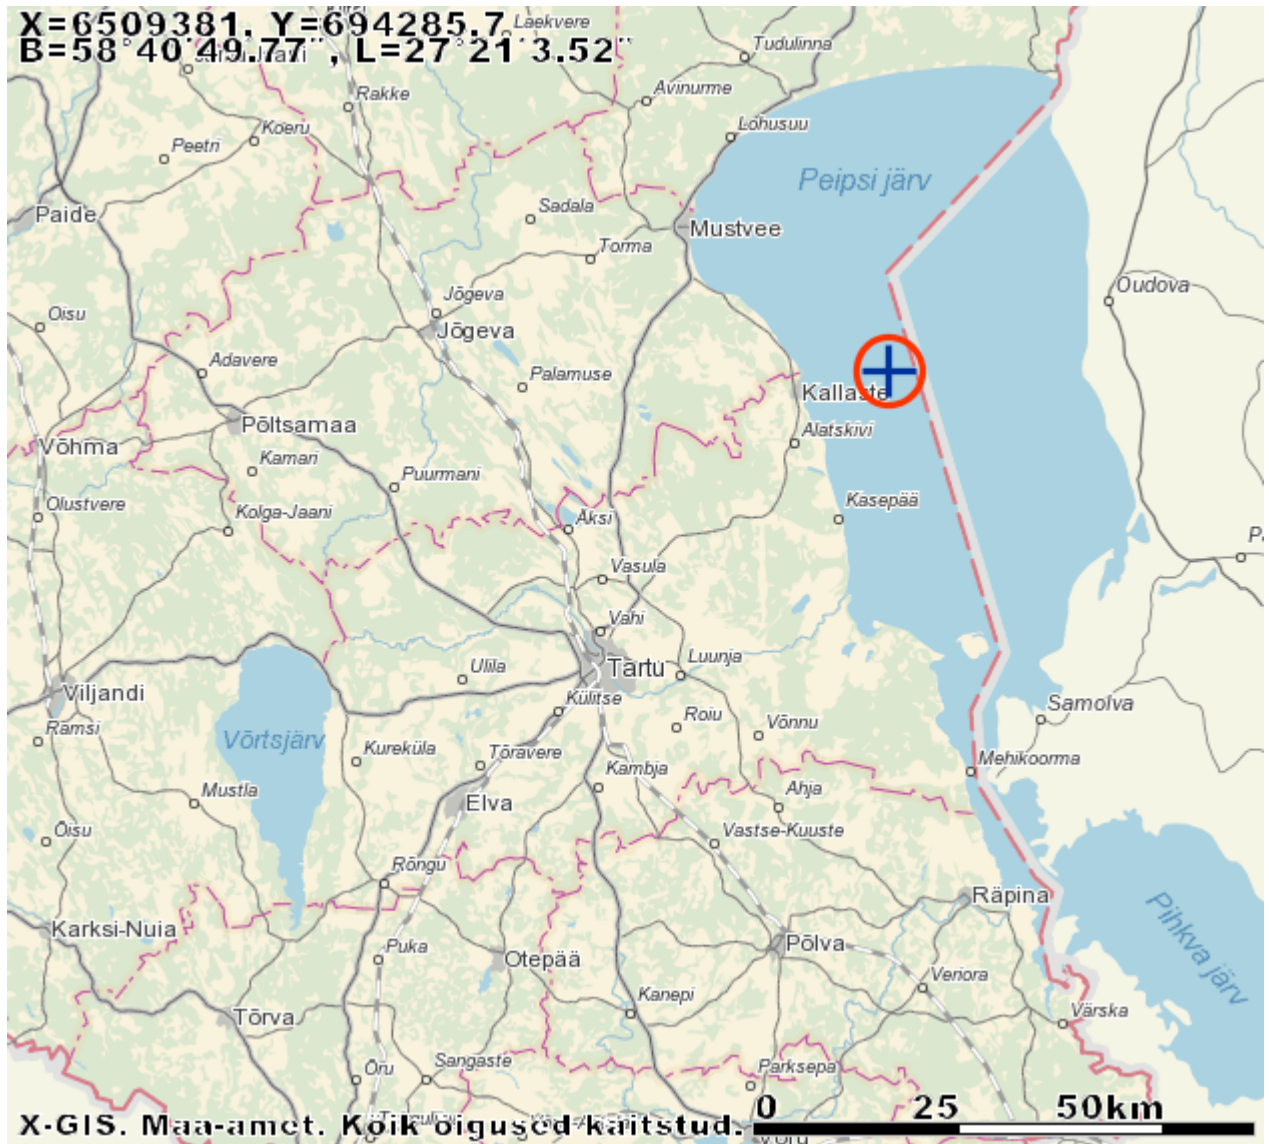 X=6509381, Y=694285.7
B=58°40'49.77", L=27°21'3.52"
Laekvere
Tudulinna
Rakke
Avinurme
Koeru
Lohusuu
Peetri
Peipsi järv
Paide
Sadala
Mustvee
Torma
Oudova
Jõgeva
Oisu
Jõgeva
Adavere
Palamuse
Kallaste
Põltsamaa
Alatskivi
Võhma
Kamari
Puurmani
Olustvere
Kasepää
Kolga-Jaani
Äksi
Vasula
Vahi
Luunja
Ulila
Tartu
Viljandi
Külitse
Samolva
Ramsi
Roiu
Võnnu
Võrtsjärv
Kureküla
Tõravere
Mehikoorma
Kambja
Mustla
Elva
Ahja
Õisu
Vastse-Kuuste
Rõngu
Räpina
Pihkva järv
Karksi-Nuia
Puka
Otepää
Põlva
Veriora
Kanepi
Tõrva
Värska
Õru
Sangaste
Parksepa
0 25 50km
X-GIS. Maa-amet. Kõik õigused kaitstud.
Võru